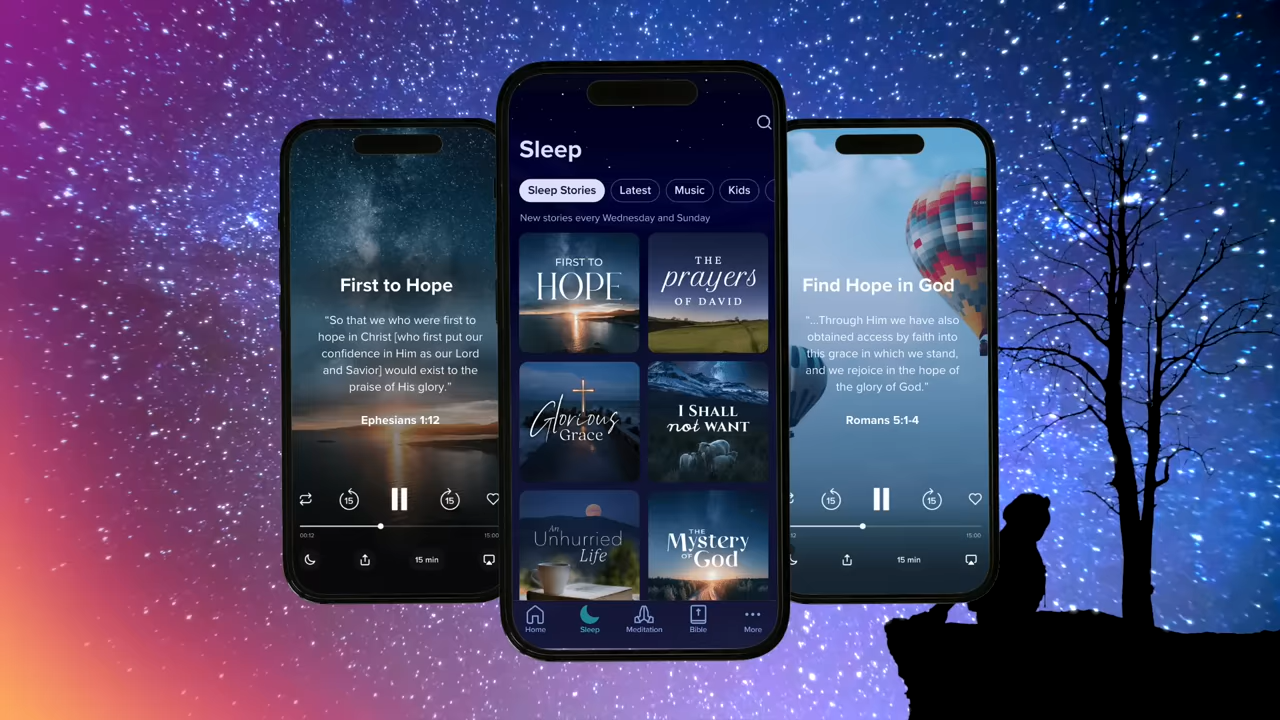 First to Hope
“So that we who were first to
hope in Christ [who first put our
confidence in Him as our Lord
and Savior] would exist to the
praise of His glory.”
Ephesians 1:12
15
15
00:12
15:00
15 min
Sleep
Sleep Stories
Latest
Music
Kids
New stories every Wednesday and Sunday
FIRST TO
HOPE
THE
prayers
OF DAVID
Glorious
Grace
I SHALL
not WANT
An
Unhurried
Life
THE
Mystery
OF
God
Home
Sleep
Meditation
Bible
More
Find Hope in God
“...Through Him we have also
obtained access by faith into
this grace in which we stand,
and we rejoice in the hope of
the glory of God.”
Romans 5:1-4
15
15
15:00
15 min